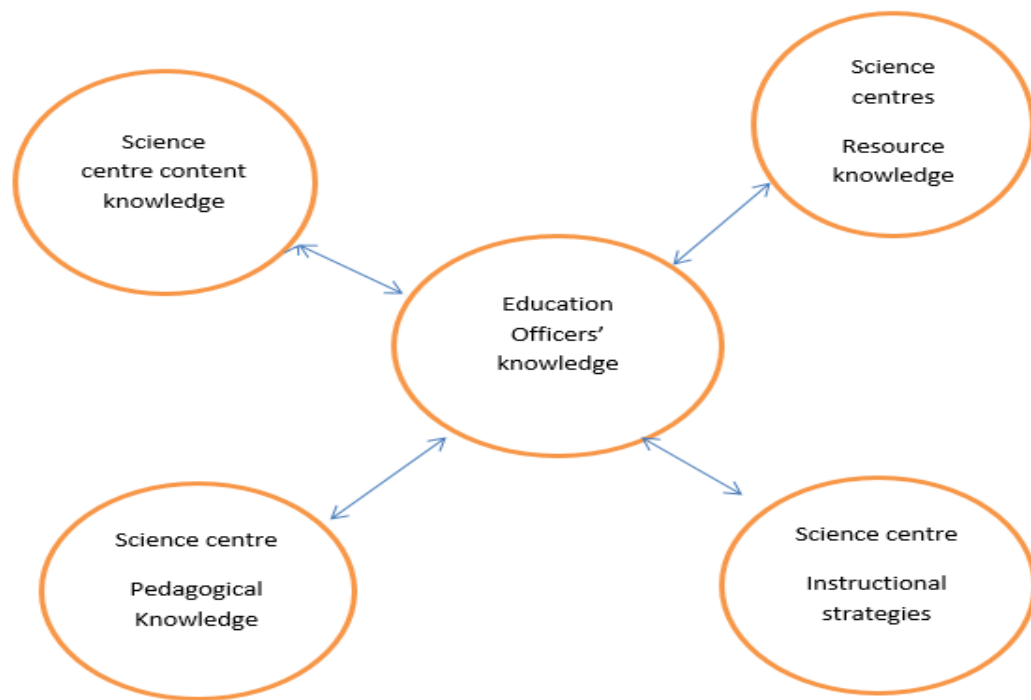 Science
centre content
knowledge
Science
centres
Resource
knowledge
Education
Officers’
knowledge
Science centre
Pedagogical
Knowledge
Science centre
Instructional
strategies